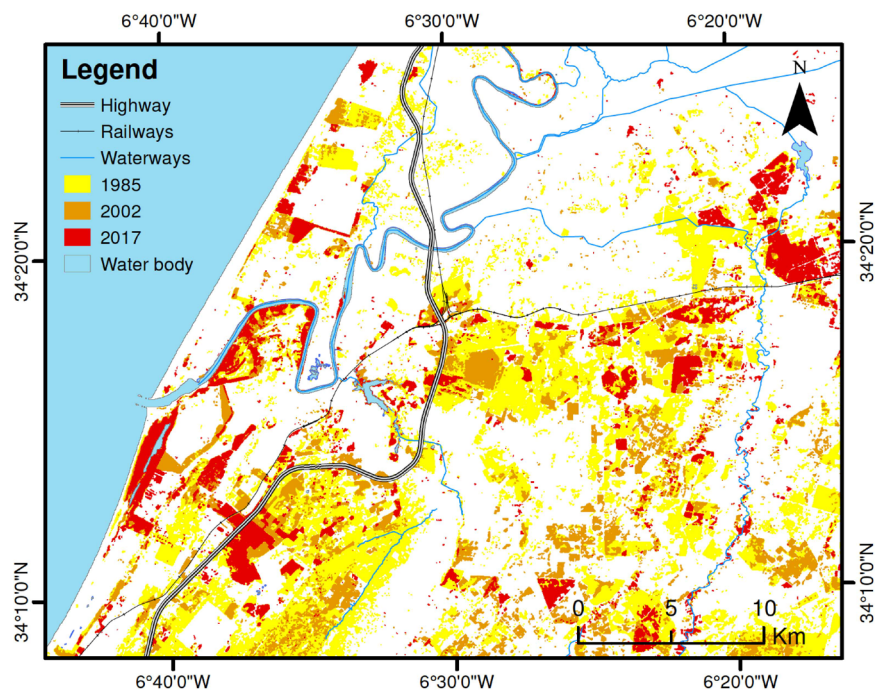 6°40'0"W 6°30'0"W 6°20'0"W
Legend
Highway
Railways
Waterways
1985
2002
2017
Water body
N
34°20'0"N 34°20'0"N
34°10'0"N 34°10'0"N
0 5 10
Km
6°40'0"W 6°30'0"W 6°20'0"W